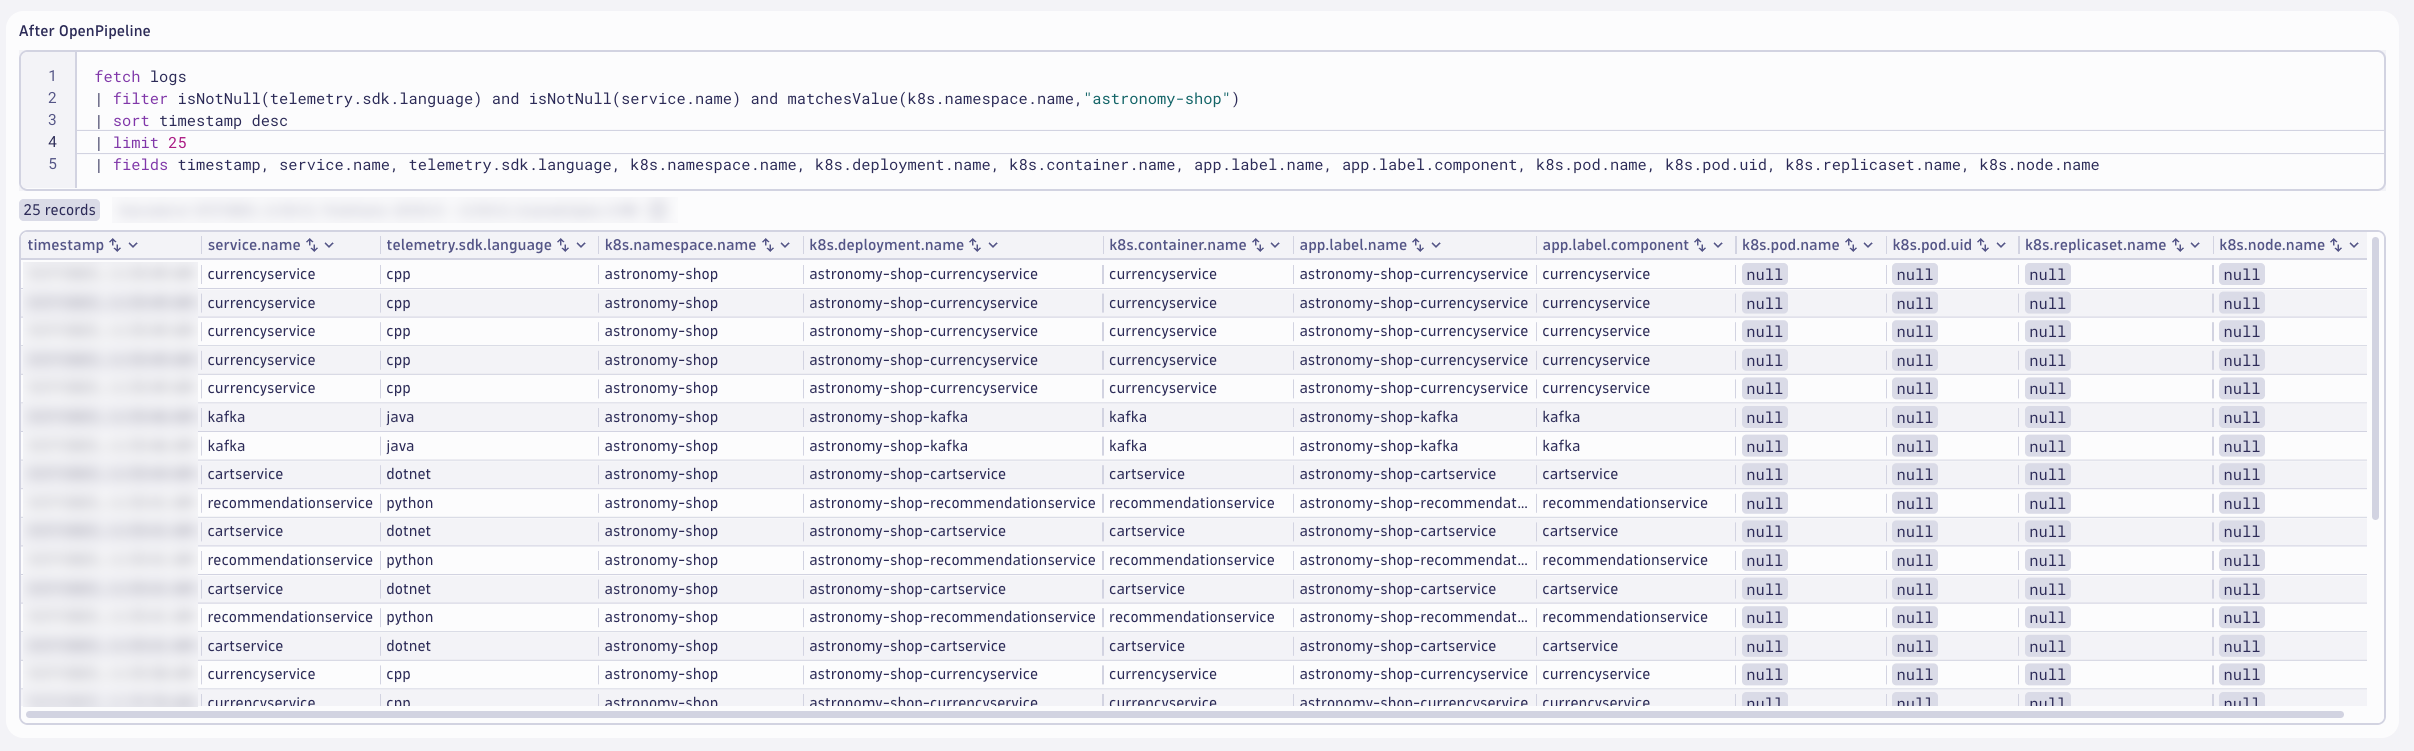 After OpenPipeline
1 fetch logs
2 | filter isNotNull(telemetry.sdk.language) and isNotNull(service.name) and matchesValue(k8s.namespace.name,"astronomy-shop")
3 | sort timestamp desc
4 | limit 25
5 | fields timestamp, service.name, telemetry.sdk.language, k8s.namespace.name, k8s.deployment.name, k8s.container.name, app.label.name, app.label.component, k8s.pod.name, k8s.pod.uid, k8s.replicaset.name, k8s.node.name
25 records
timestamp service.name telemetry.sdk.language k8s.namespace.name k8s.deployment.name k8s.container.name app.label.name app.label.component k8s.pod.name k8s.pod.uid k8s.replicaset.name k8s.node.name
currencyservice cpp astronomy-shop astronomy-shop-currencyservice currencyservice astronomy-shop-currencyservice currencyservice null null null null
currencyservice cpp astronomy-shop astronomy-shop-currencyservice currencyservice astronomy-shop-currencyservice currencyservice null null null null
currencyservice cpp astronomy-shop astronomy-shop-currencyservice currencyservice astronomy-shop-currencyservice currencyservice null null null null
currencyservice cpp astronomy-shop astronomy-shop-currencyservice currencyservice astronomy-shop-currencyservice currencyservice null null null null
currencyservice cpp astronomy-shop astronomy-shop-currencyservice currencyservice astronomy-shop-currencyservice currencyservice null null null null
kafka java astronomy-shop astronomy-shop-kafka kafka astronomy-shop-kafka kafka null null null null
kafka java astronomy-shop astronomy-shop-kafka kafka astronomy-shop-kafka kafka null null null null
cartservice dotnet astronomy-shop astronomy-shop-cartservice cartservice astronomy-shop-cartservice cartservice null null null null
recommendationservice python astronomy-shop astronomy-shop-recommendationservice recommendationservice astronomy-shop-recommendat... recommendationservice null null null null
cartservice dotnet astronomy-shop astronomy-shop-cartservice cartservice astronomy-shop-cartservice cartservice null null null null
recommendationservice python astronomy-shop astronomy-shop-recommendationservice recommendationservice astronomy-shop-recommendat... recommendationservice null null null null
cartservice dotnet astronomy-shop astronomy-shop-cartservice cartservice astronomy-shop-cartservice cartservice null null null null
recommendationservice python astronomy-shop astronomy-shop-recommendationservice recommendationservice astronomy-shop-recommendat... recommendationservice null null null null
cartservice dotnet astronomy-shop astronomy-shop-cartservice cartservice astronomy-shop-cartservice cartservice null null null null
currencyservice cpp astronomy-shop astronomy-shop-currencyservice currencyservice astronomy-shop-currencyservice currencyservice null null null null
currencyservice cpp astronomy-shop astronomy-shop-currencyservice currencyservice astronomy-shop-currencyservice currencyservice null null null null